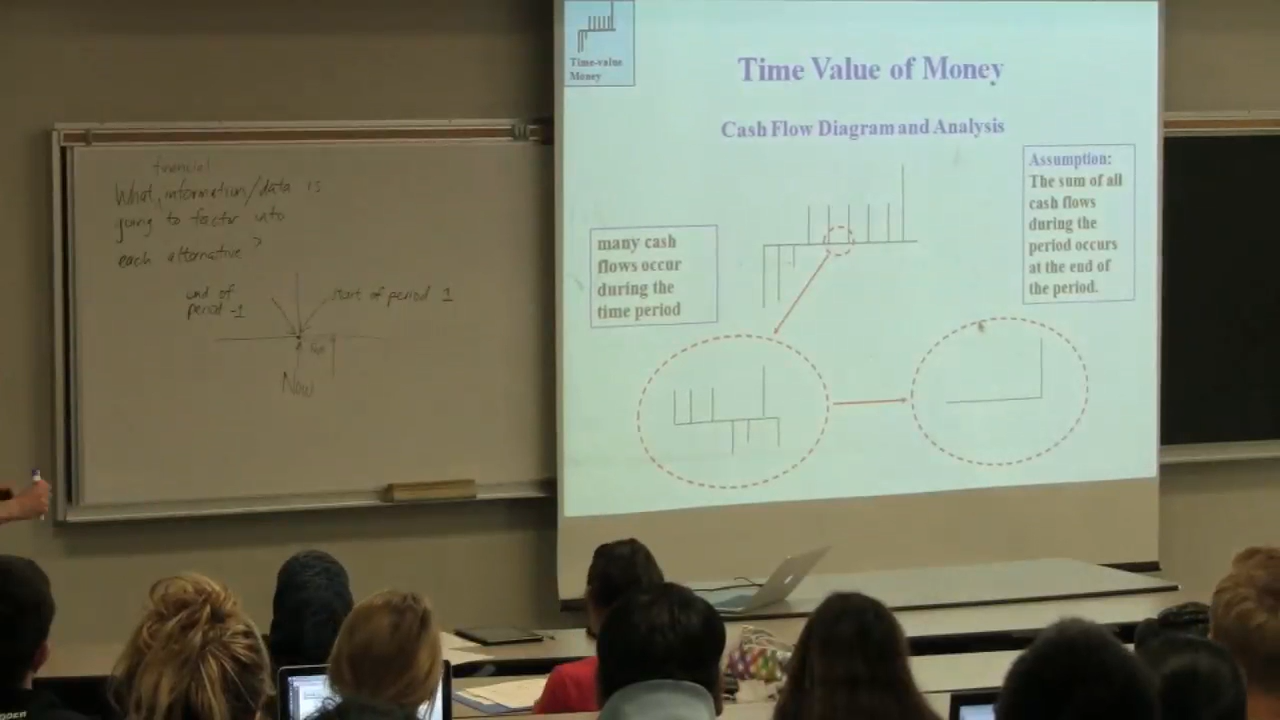 financial
What information/data is
going to factor into
each alternative?
end of
period -1
start of period 1
Now
Time-value
Money
Time Value of Money
Cash Flow Diagram and Analysis
many cash
flows occur
during the
time period
Assumption:
The sum of all
cash flows
during the
period occurs
at the end of
the period.